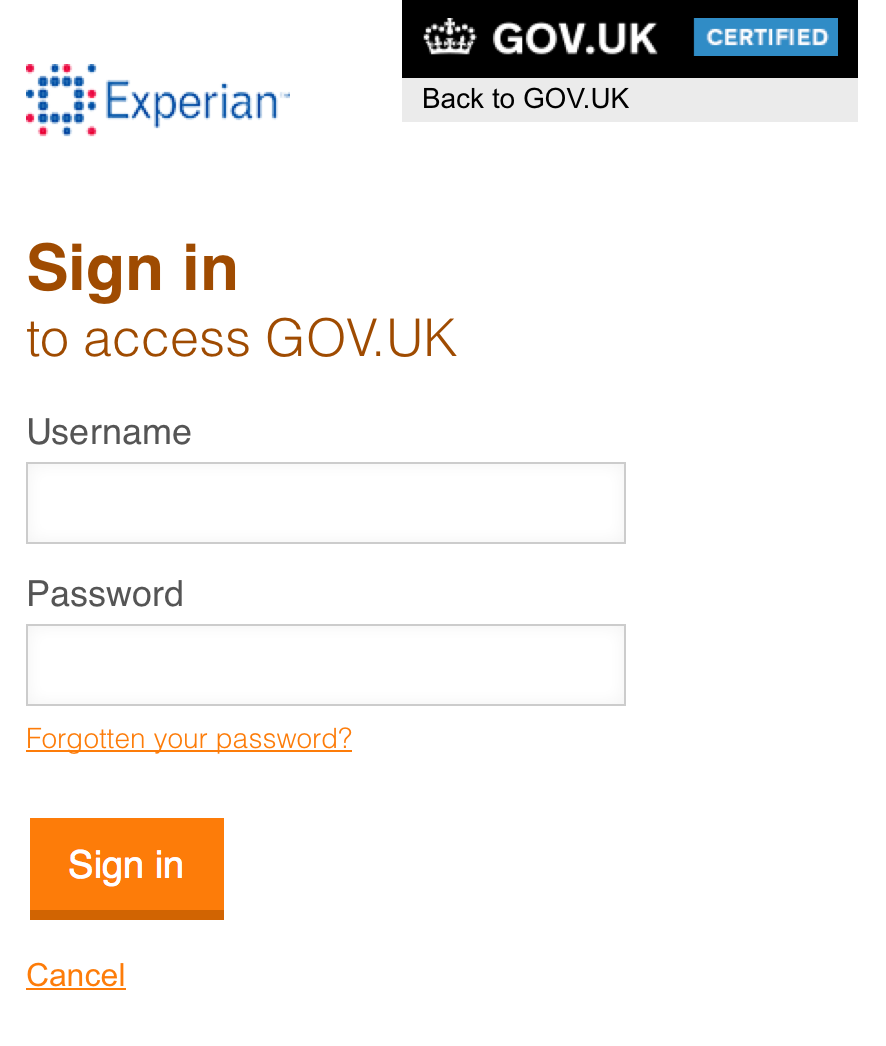 GOV.UK CERTIFIED
Experian™
Back to GOV.UK
Sign in
to access GOV.UK
Username
Password
Forgotten your password?
Sign in
Cancel